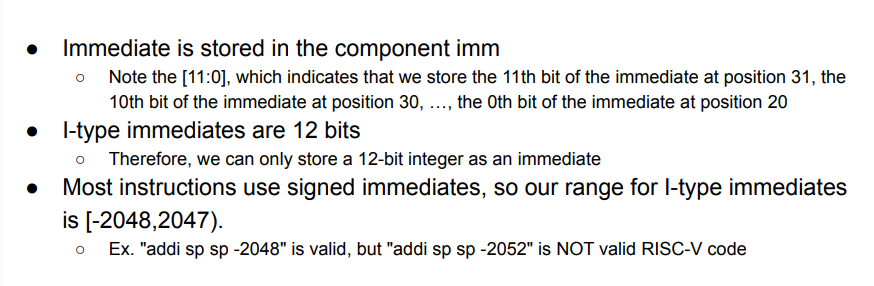 ● Immediate is stored in the component imm
○ Note the [11:0], which indicates that we store the 11th bit of the immediate at position 31, the
10th bit of the immediate at position 30, …, the 0th bit of the immediate at position 20
● I-type immediates are 12 bits
○ Therefore, we can only store a 12-bit integer as an immediate
● Most instructions use signed immediates, so our range for I-type immediates
is [-2048,2047).
○ Ex. "addi sp sp -2048" is valid, but "addi sp sp -2052" is NOT valid RISC-V code